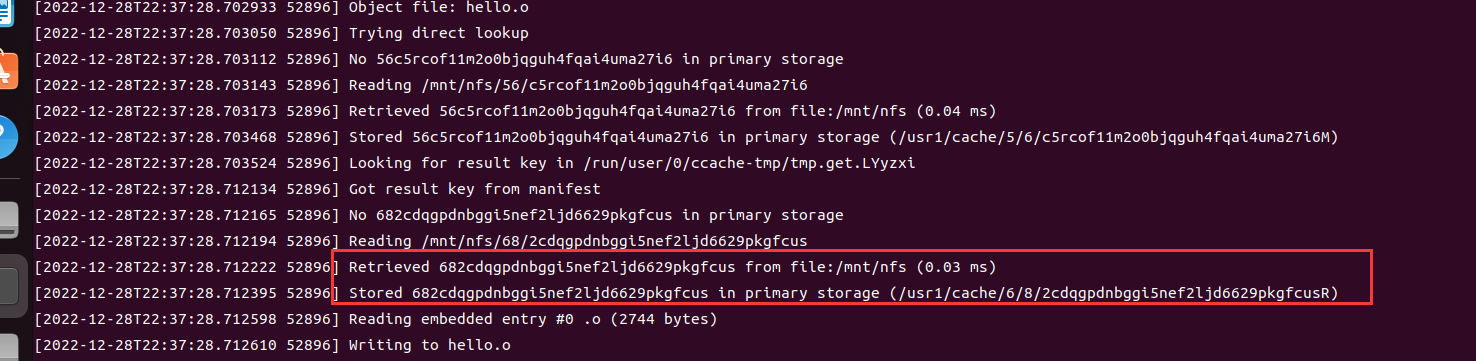 [2022-12-28T22:37:28.702933 52896] Object file: hello.o
[2022-12-28T22:37:28.703050 52896] Trying direct lookup
[2022-12-28T22:37:28.703112 52896] No 56c5rcof11m2o0bjqguh4fqai4uma27i6 in primary storage
[2022-12-28T22:37:28.703143 52896] Reading /mnt/nfs/56/c5rcof11m2o0bjqguh4fqai4uma27i6
[2022-12-28T22:37:28.703173 52896] Retrieved 56c5rcof11m2o0bjqguh4fqai4uma27i6 from file:/mnt/nfs (0.04 ms)
[2022-12-28T22:37:28.703468 52896] Stored 56c5rcof11m2o0bjqguh4fqai4uma27i6 in primary storage (/usr1/cache/5/6/c5rcof11m2o0bjqguh4fqai4uma27i6M)
[2022-12-28T22:37:28.703524 52896] Looking for result key in /run/user/0/ccache-tmp/tmp.get.LYyzxi
[2022-12-28T22:37:28.712134 52896] Got result key from manifest
[2022-12-28T22:37:28.712165 52896] No 682cdqgpdnbggi5nef2ljd6629pkgfcus in primary storage
[2022-12-28T22:37:28.712194 52896] Reading /mnt/nfs/68/2cdqgpdnbggi5nef2ljd6629pkgfcus
[2022-12-28T22:37:28.712222 52896] Retrieved 682cdqgpdnbggi5nef2ljd6629pkgfcus from file:/mnt/nfs (0.03 ms)
[2022-12-28T22:37:28.712395 52896] Stored 682cdqgpdnbggi5nef2ljd6629pkgfcus in primary storage (/usr1/cache/6/8/2cdqgpdnbggi5nef2ljd6629pkgfcusR)
[2022-12-28T22:37:28.712598 52896] Reading embedded entry #0 .o (2744 bytes)
[2022-12-28T22:37:28.712610 52896] Writing to hello.o